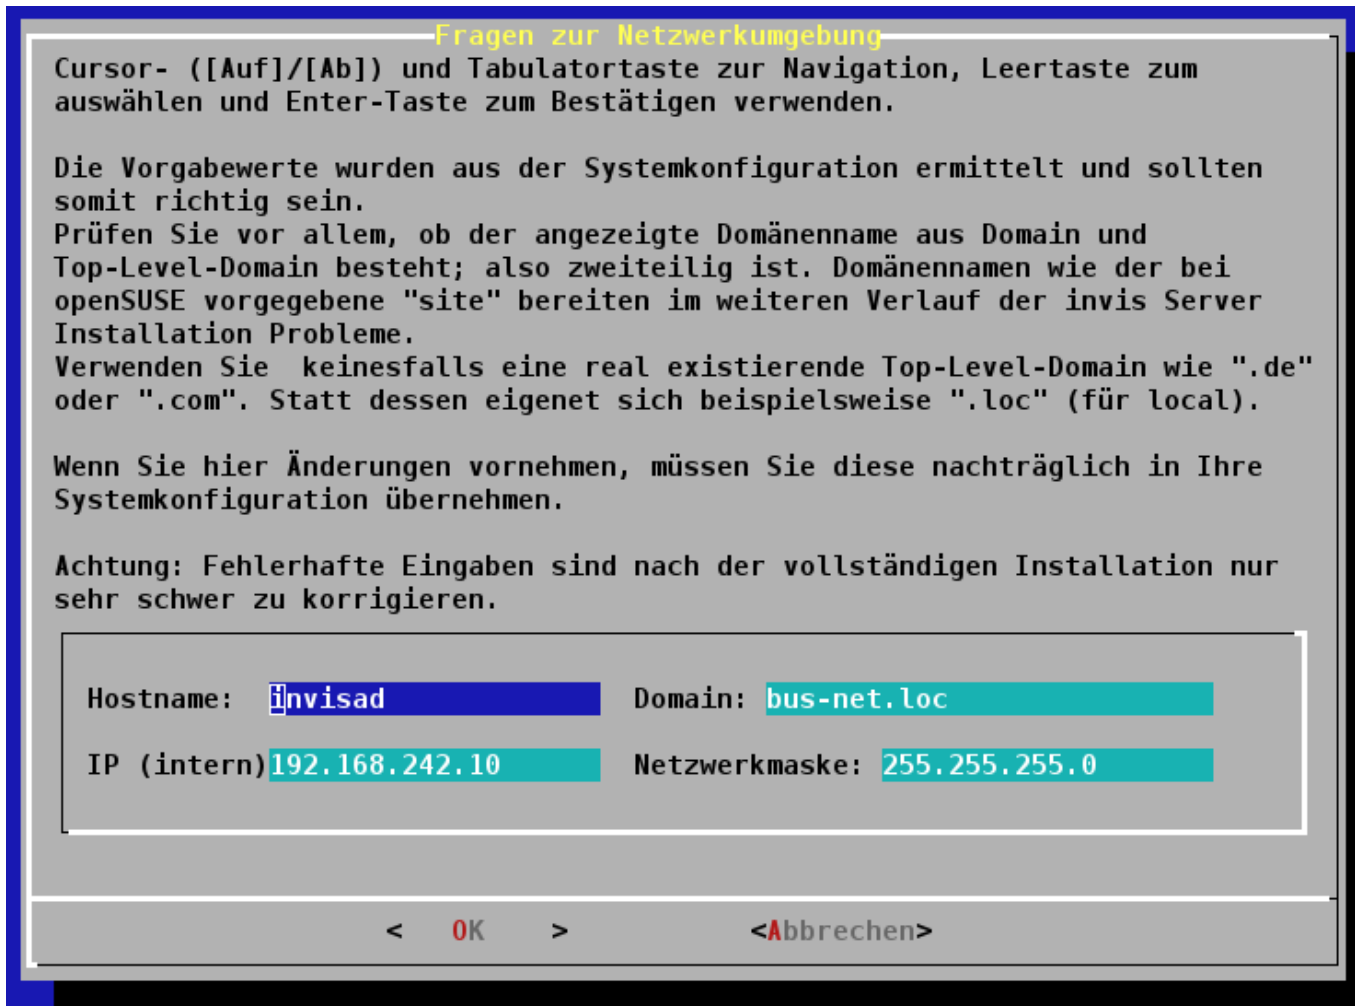 Fragen zur Netzwerkumgebung
Cursor- ([Auf]/[Ab]) und Tabulatortaste zur Navigation, Leertaste zum
auswählen und Enter-Taste zum Bestätigen verwenden.
Die Vorgabewerte wurden aus der Systemkonfiguration ermittelt und sollten
somit richtig sein.
Prüfen Sie vor allem, ob der angezeigte Domänenname aus Domain und
Top-Level-Domain besteht; also zweiteilig ist. Domänennamen wie der bei
openSUSE vorgegebene "site" bereiten im weiteren Verlauf der invis Server
Installation Probleme.
Verwenden Sie  keinesfalls eine real existierende Top-Level-Domain wie ".de"
oder ".com". Statt dessen eigenet sich beispielsweise ".loc" (für local).
Wenn Sie hier Änderungen vornehmen, müssen Sie diese nachträglich in Ihre
Systemkonfiguration übernehmen.
Achtung: Fehlerhafte Eingaben sind nach der vollständigen Installation nur
sehr schwer zu korrigieren.
Hostname: invisad Domain: bus-net.loc
IP (intern) 192.168.242.10 Netzwerkmaske: 255.255.255.0
< OK > <Abbrechen>